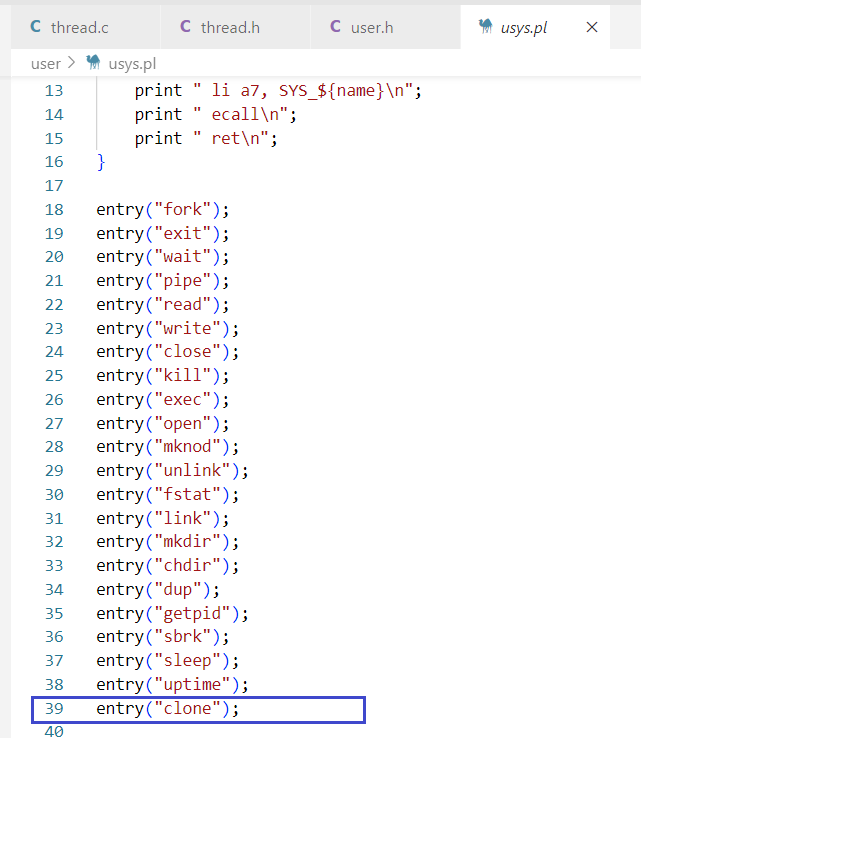 C thread.c C thread.h C user.h usys.pl ×
user > usys.pl
13 print " li a7, SYS_${name}\n";
14 print " ecall\n";
15 print " ret\n";
16 }
17
18 entry("fork");
19 entry("exit");
20 entry("wait");
21 entry("pipe");
22 entry("read");
23 entry("write");
24 entry("close");
25 entry("kill");
26 entry("exec");
27 entry("open");
28 entry("mknod");
29 entry("unlink");
30 entry("fstat");
31 entry("link");
32 entry("mkdir");
33 entry("chdir");
34 entry("dup");
35 entry("getpid");
36 entry("sbrk");
37 entry("sleep");
38 entry("uptime");
39 entry("clone");
40